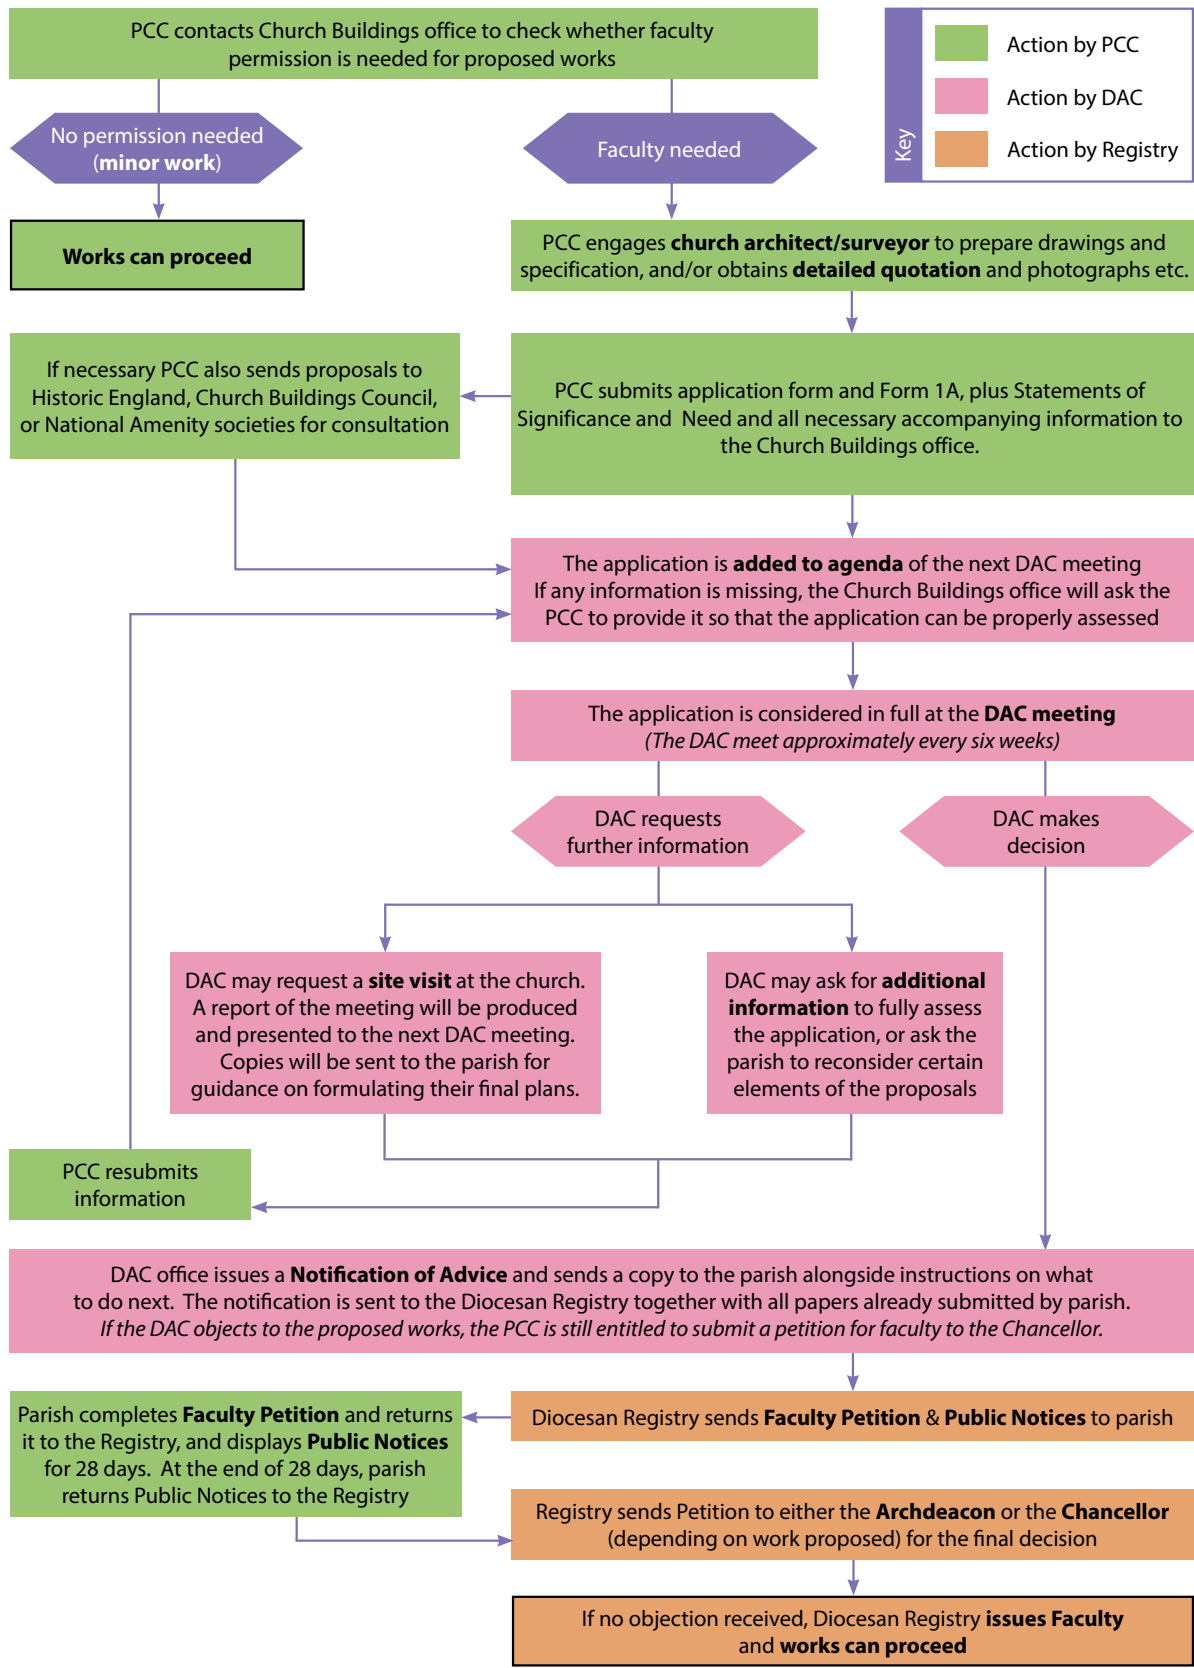 PCC contacts Church Buildings office to check whether faculty
permission is needed for proposed works
Key
Action by PCC
Action by DAC
Action by Registry
No permission needed
(minor work)
Faculty needed
Works can proceed
PCC engages church architect/surveyor to prepare drawings and
specification, and/or obtains detailed quotation and photographs etc.
If necessary PCC also sends proposals to
Historic England, Church Buildings Council,
or National Amenity societies for consultation
PCC submits application form and Form 1A, plus Statements of
Significance and Need and all necessary accompanying information to
the Church Buildings office.
The application is added to agenda of the next DAC meeting
If any information is missing, the Church Buildings office will ask the
PCC to provide it so that the application can be properly assessed
The application is considered in full at the DAC meeting
(The DAC meet approximately every six weeks)
DAC requests
further information
DAC makes
decision
DAC may request a site visit at the church.
A report of the meeting will be produced
and presented to the next DAC meeting.
Copies will be sent to the parish for
guidance on formulating their final plans.
DAC may ask for additional
information to fully assess
the application, or ask the
parish to reconsider certain
elements of the proposals
PCC resubmits
information
DAC office issues a Notification of Advice and sends a copy to the parish alongside instructions on what
to do next. The notification is sent to the Diocesan Registry together with all papers already submitted by parish.
If the DAC objects to the proposed works, the PCC is still entitled to submit a petition for faculty to the Chancellor.
Parish completes Faculty Petition and returns
it to the Registry, and displays Public Notices
for 28 days. At the end of 28 days, parish
returns Public Notices to the Registry
Diocesan Registry sends Faculty Petition & Public Notices to parish
Registry sends Petition to either the Archdeacon or the Chancellor
(depending on work proposed) for the final decision
If no objection received, Diocesan Registry issues Faculty
and works can proceed